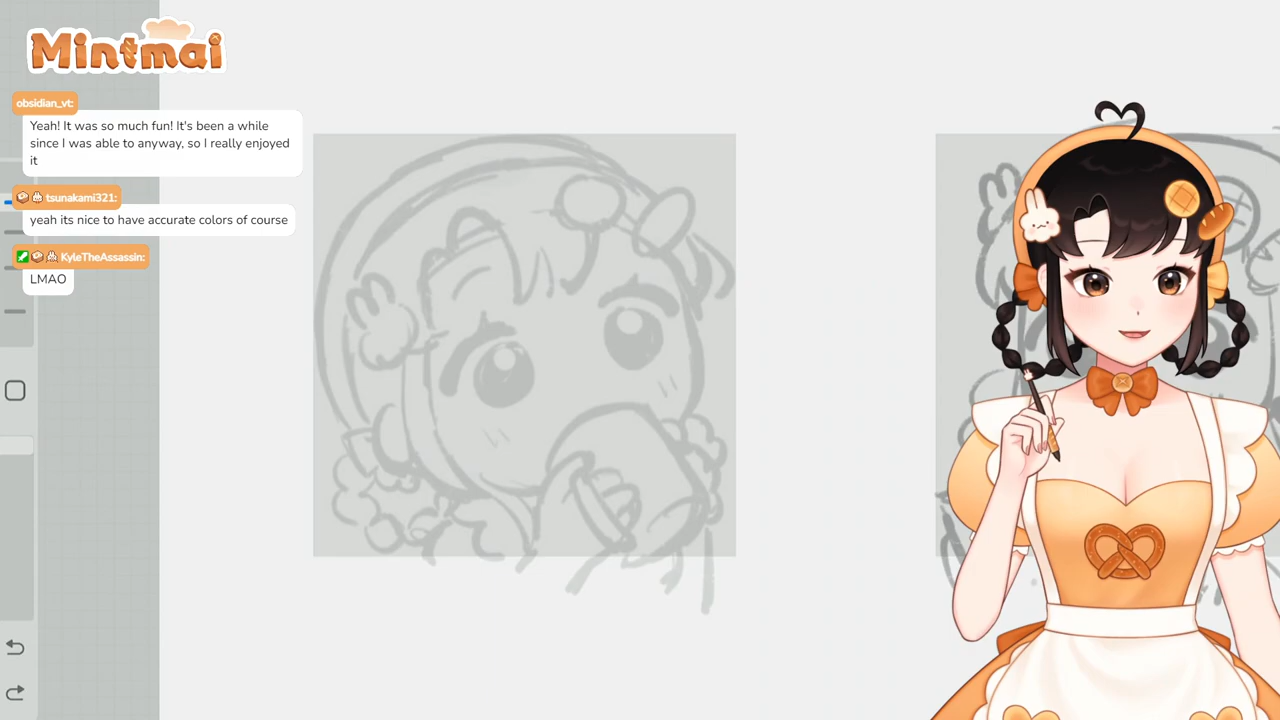 Mintmai
obsidian_vt:
Yeah! It was so much fun! It's been a while
since I was able to anyway, so I really enjoyed
it
tsunakami321:
yeah its nice to have accurate colors of course
KyleTheAssassin:
LMAO